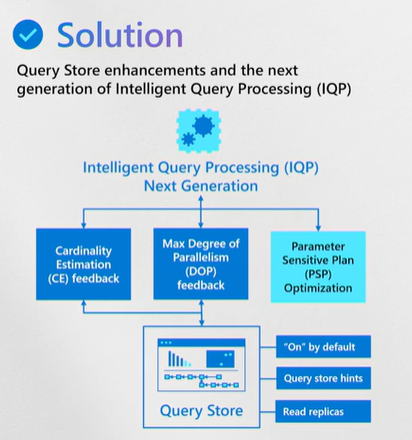 Solution
Query Store enhancements and the next
generation of Intelligent Query Processing (IQP)
Intelligent Query Processing (IQP)
Next Generation
Cardinality
Estimation
(CE) feedback
Max Degree of
Parallelism
(DOP)
feedback
Parameter
Sensitive Plan
(PSP)
Optimization
Query Store
"On" by default
Query store hints
Read replicas